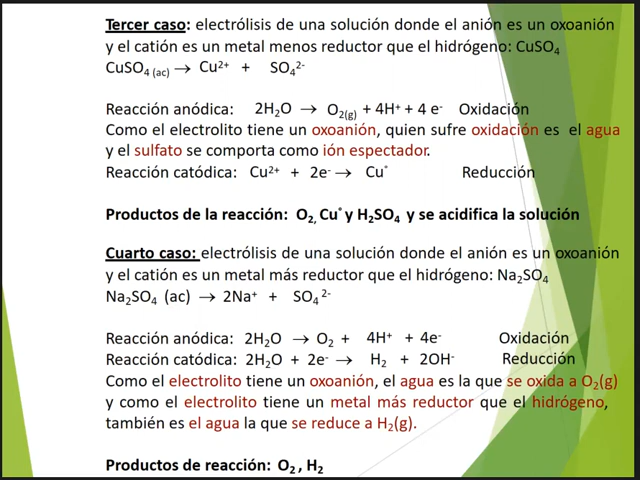 Tercer caso: electrólisis de una solución donde el anión es un oxoanión
y el catión es un metal menos reductor que el hidrógeno: CuSO₄
CuSO₄ (ac) → Cu²⁺ + SO₄²⁻
Reacción anódica: 2H₂O → O₂(g) + 4H⁺ + 4 e⁻ Oxidación
Como el electrolito tiene un oxoanión, quien sufre oxidación es el agua
y el sulfato se comporta como ión espectador.
Reacción catódica: Cu²⁺ + 2e⁻ → Cu° Reducción
Productos de la reacción: O₂, Cu° y H₂SO₄ y se acidifica la solución
Cuarto caso: electrólisis de una solución donde el anión es un oxoanión
y el catión es un metal más reductor que el hidrógeno: Na₂SO₄
Na₂SO₄ (ac) → 2Na⁺ + SO₄ ²⁻
Reacción anódica: 2H₂O → O₂ + 4H⁺ + 4e⁻ Oxidación
Reacción catódica: 2H₂O + 2e⁻ → H₂ + 2OH⁻ Reducción
Como el electrolito tiene un oxoanión, el agua es la que se oxida a O₂(g)
y como el electrolito tiene un metal más reductor que el hidrógeno,
también es el agua la que se reduce a H₂(g).
Productos de reacción: O₂ , H₂